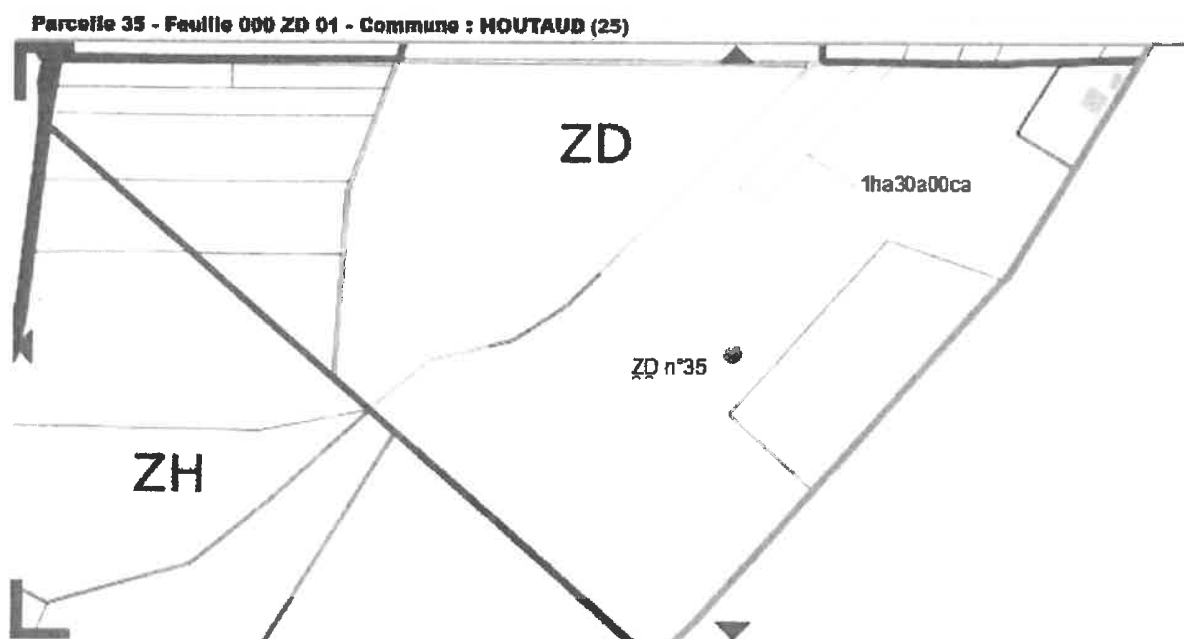 Parcelle 35 - Feuille 000 ZD 01 - Commune : HOUTAUD (25)
ZD
1ha30a00ca
ZD n°35
ZH